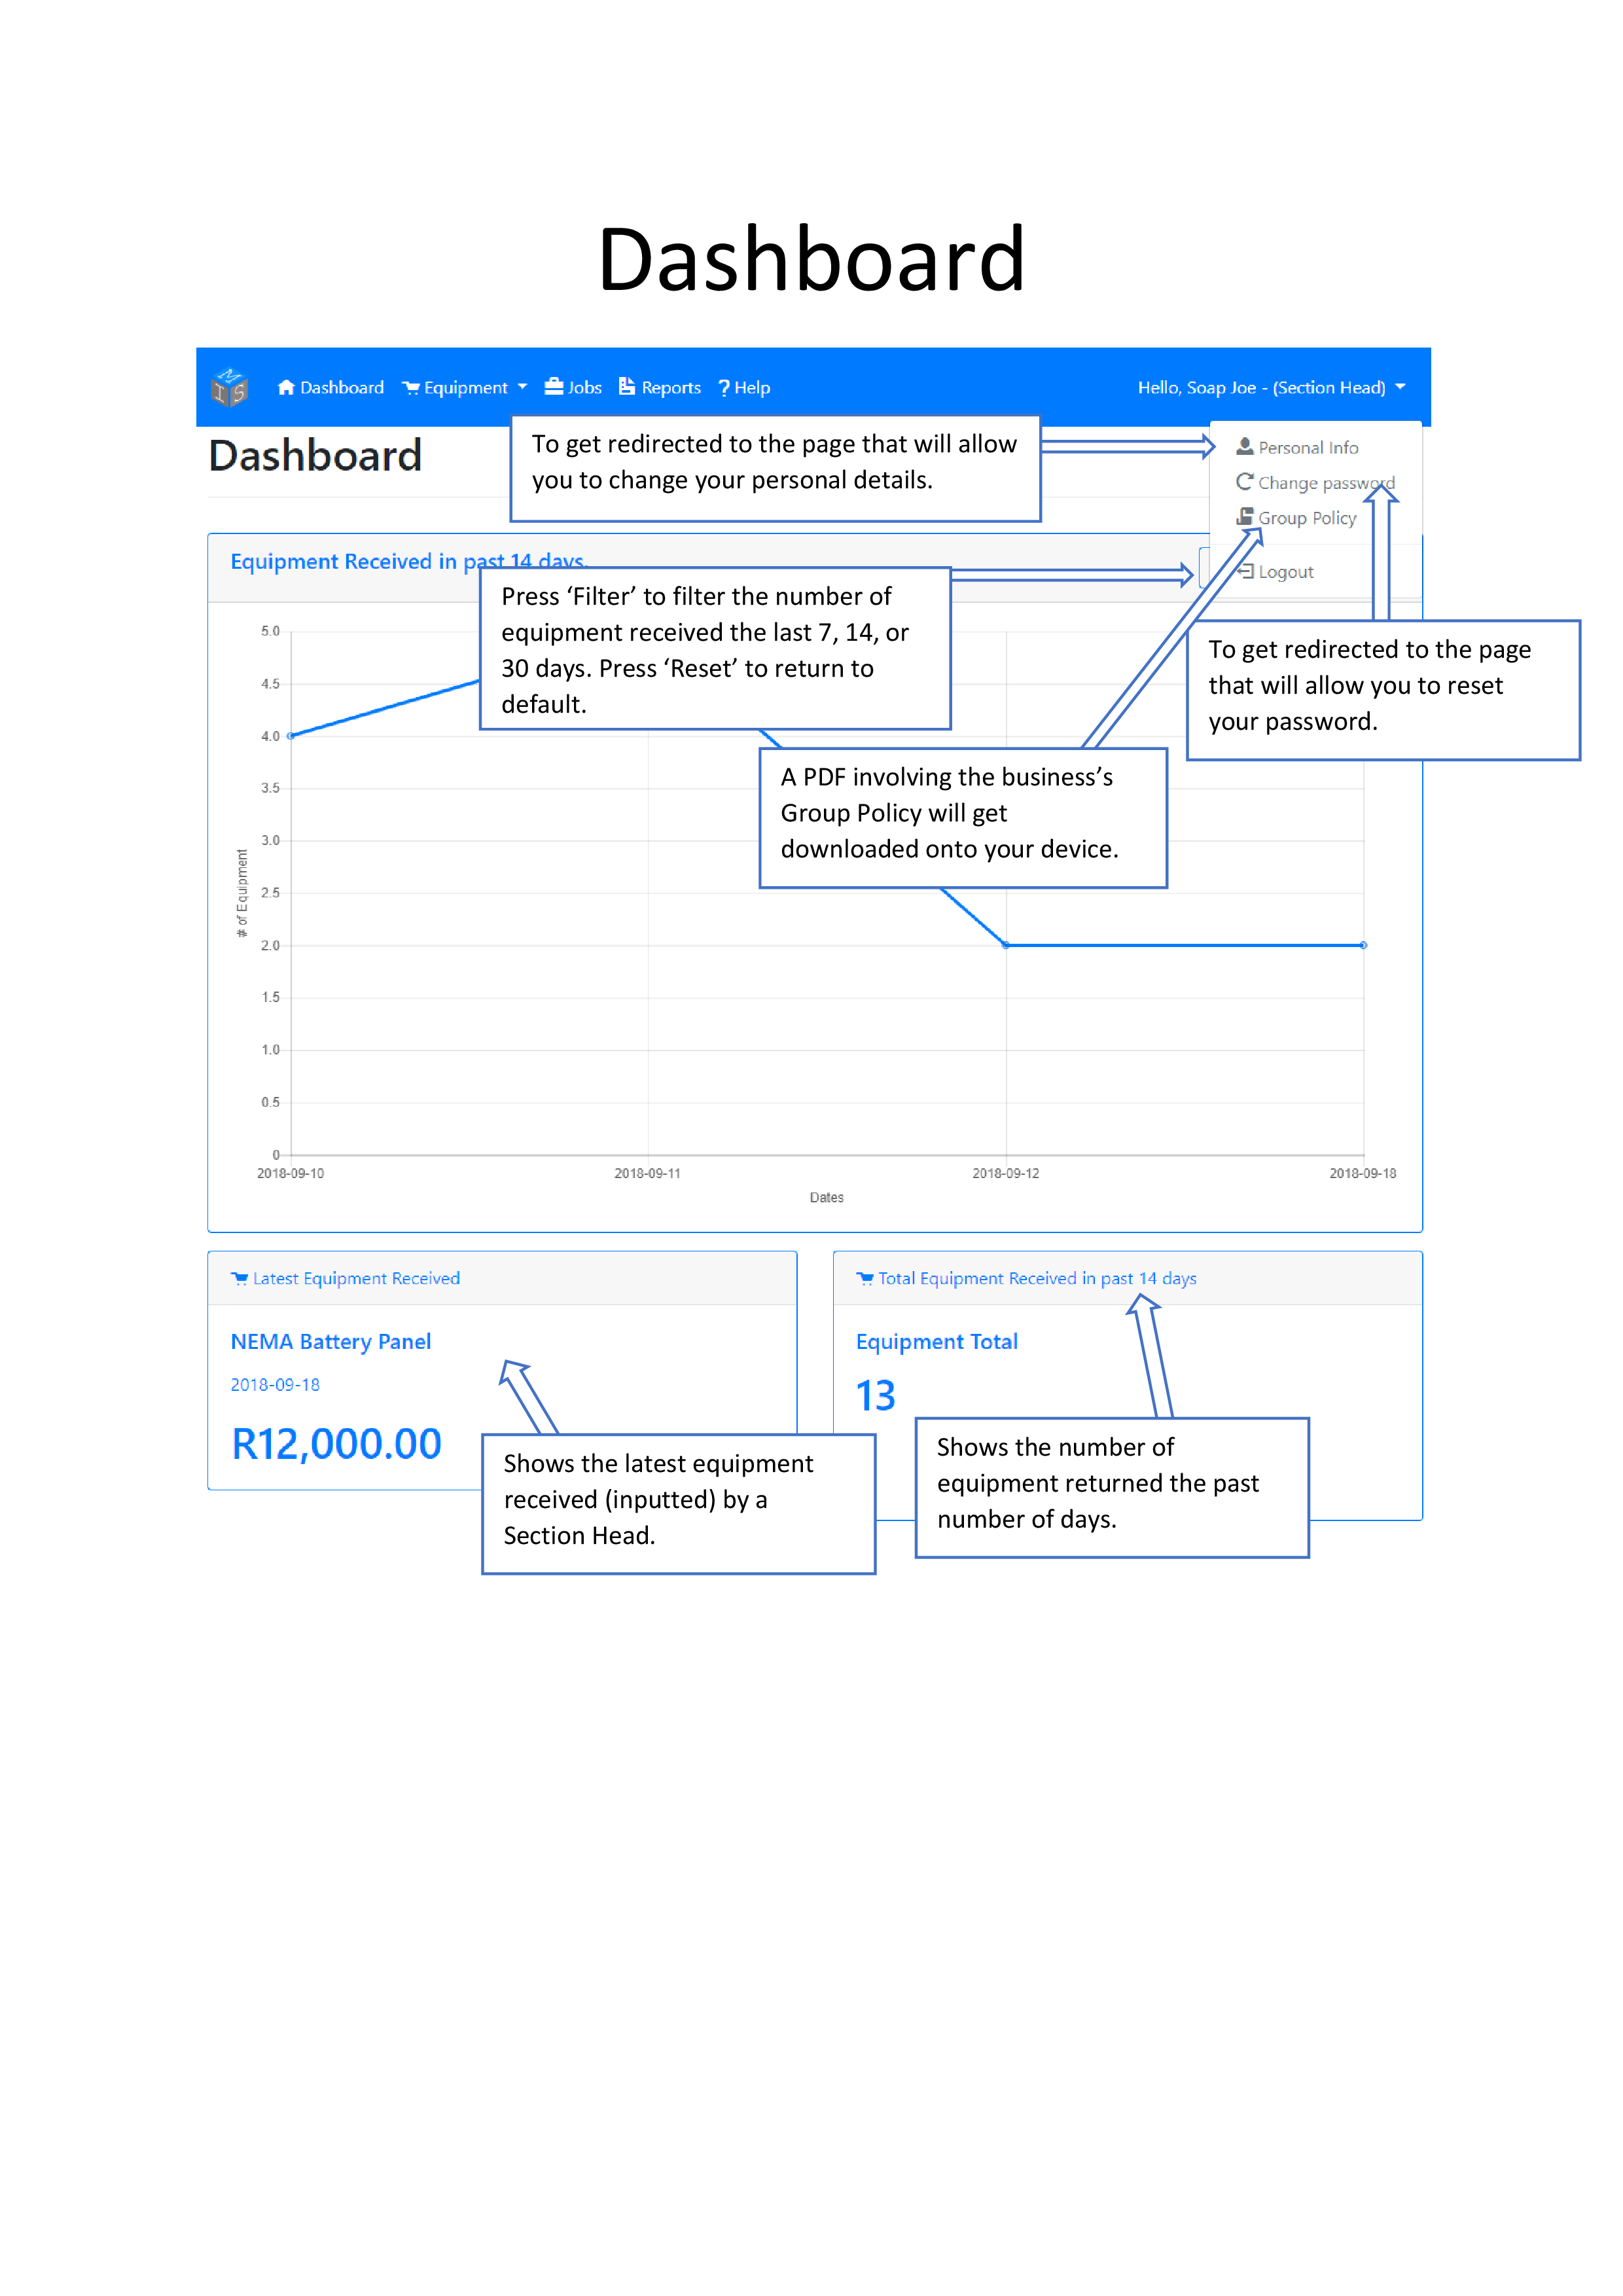 Dashboard
MIS
Dashboard Equipment Jobs Reports ? Help Hello, Soap Joe - (Section Head)
Dashboard
To get redirected to the page that will allow
you to change your personal details.
Personal Info
Change password
Group Policy
Logout
Equipment Received in past 14 days.
Press ‘Filter’ to filter the number of
equipment received the last 7, 14, or
30 days. Press ‘Reset’ to return to
default.
To get redirected to the page
that will allow you to reset
your password.
A PDF involving the business’s
Group Policy will get
downloaded onto your device.
# of Equipment
5.0
4.5
4.0
3.5
3.0
2.5
2.0
1.5
1.0
0.5
0
2018-09-10 2018-09-11 2018-09-12 2018-09-18
Dates
Latest Equipment Received
NEMA Battery Panel
2018-09-18
R12,000.00
Shows the latest equipment
received (inputted) by a
Section Head.
Total Equipment Received in past 14 days
Equipment Total
13
Shows the number of
equipment returned the past
number of days.